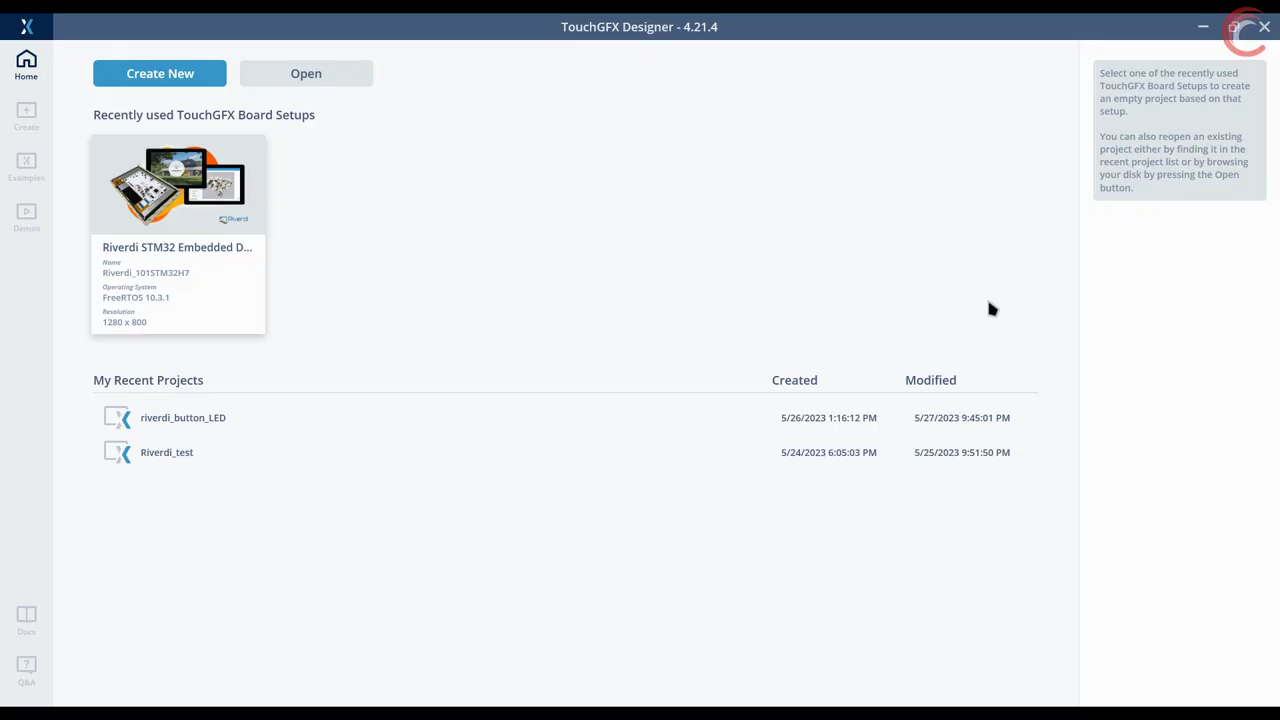 TouchGFX Designer - 4.21.4
Home
Create
Examples
Demos
Docs
Q&A
Create New
Open
Recently used TouchGFX Board Setups
Riverdi
Riverdi STM32 Embedded D...
Name
Riverdi_101STM32H7
Operating System
FreeRTOS 10.3.1
Resolution
1280 x 800
My Recent Projects Created Modified
riverdi_button_LED 5/26/2023 1:16:12 PM 5/27/2023 9:45:01 PM
Riverdi_test 5/24/2023 6:05:03 PM 5/25/2023 9:51:50 PM
Select one of the recently used
TouchGFX Board Setups to create
an empty project based on that
setup.
You can also reopen an existing
project either by finding it in the
recent project list or by browsing
your disk by pressing the Open
button.